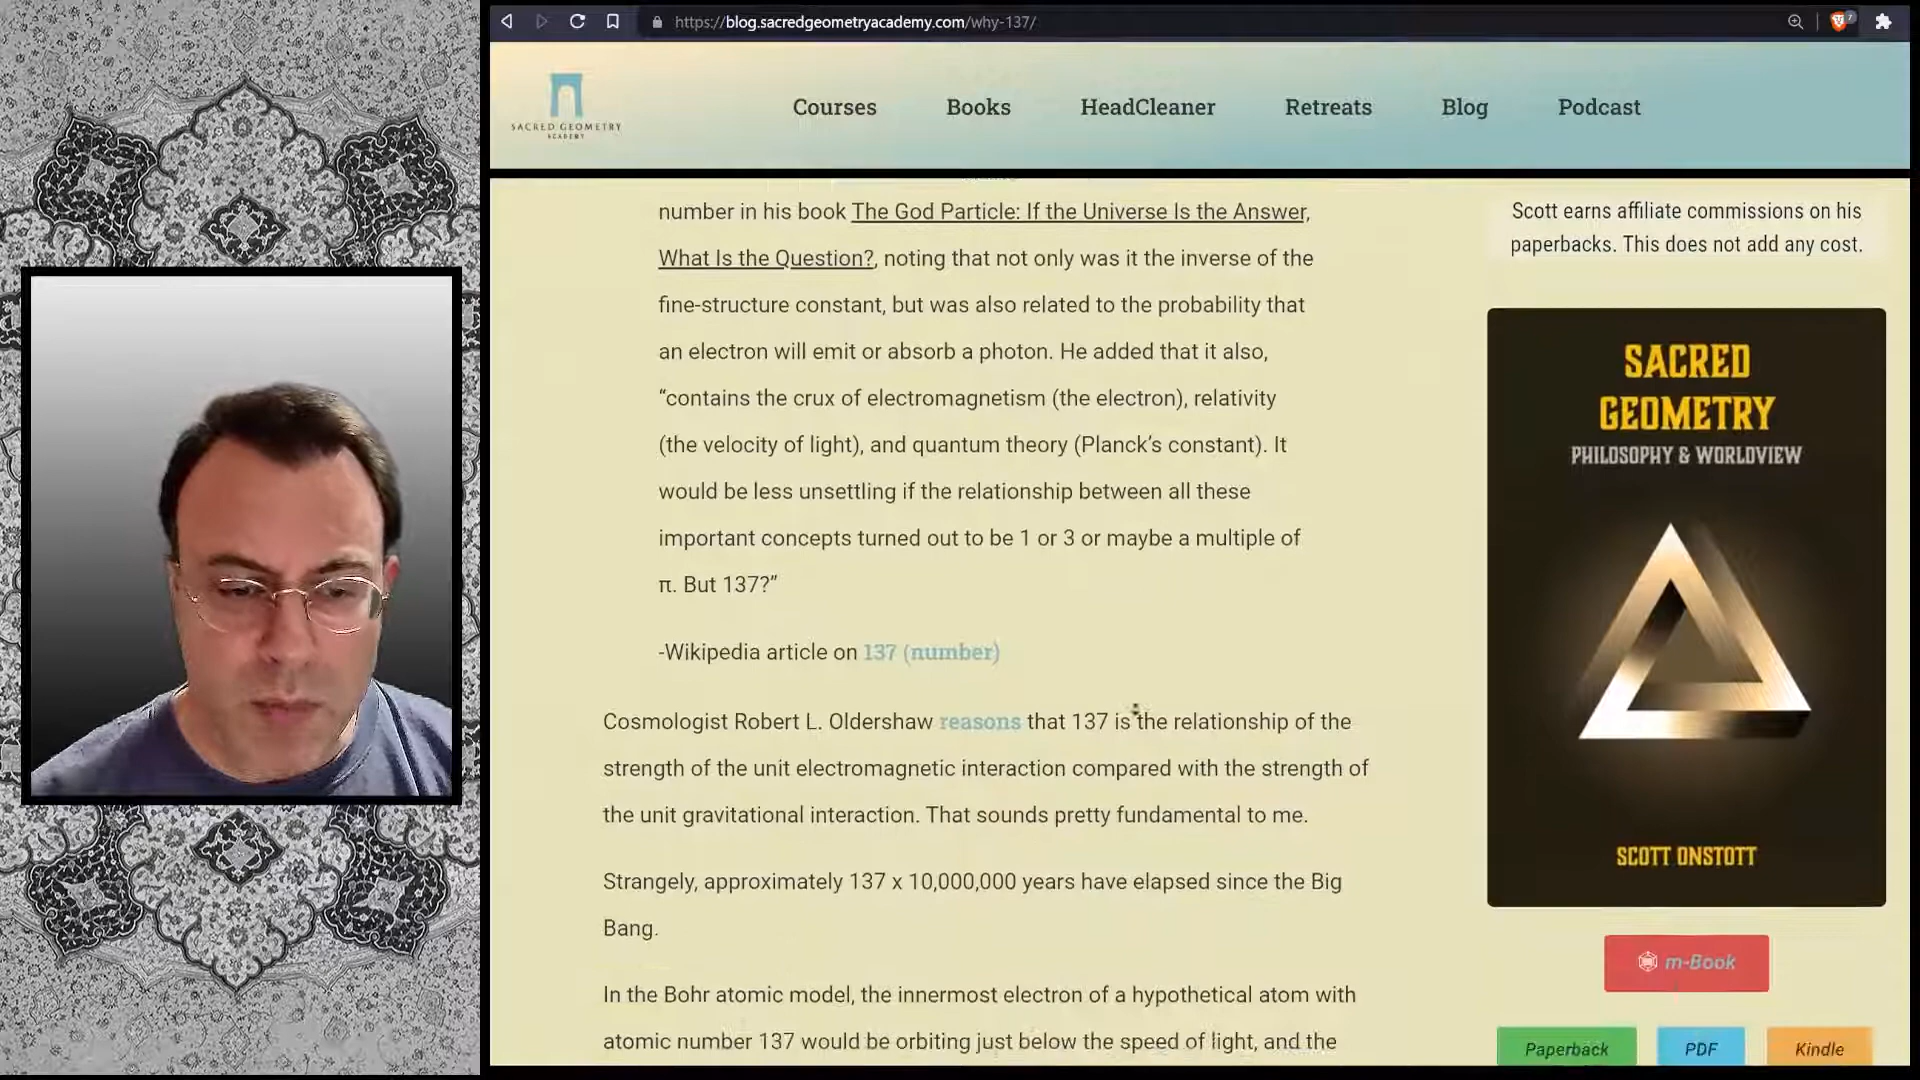 https://blog.sacredgeometryacademy.com/why-137/
7
SACRED GEOMETRY
ACADEMY
Courses
Books
HeadCleaner
Retreats
Blog
Podcast
number in his book The God Particle: If the Universe Is the Answer,
What Is the Question?, noting that not only was it the inverse of the
fine-structure constant, but was also related to the probability that
an electron will emit or absorb a photon. He added that it also,
“contains the crux of electromagnetism (the electron), relativity
(the velocity of light), and quantum theory (Planck’s constant). It
would be less unsettling if the relationship between all these
important concepts turned out to be 1 or 3 or maybe a multiple of
π. But 137?”
-Wikipedia article on 137 (number)
Cosmologist Robert L. Oldershaw reasons that 137 is the relationship of the
strength of the unit electromagnetic interaction compared with the strength of
the unit gravitational interaction. That sounds pretty fundamental to me.
Strangely, approximately 137 x 10,000,000 years have elapsed since the Big
Bang.
In the Bohr atomic model, the innermost electron of a hypothetical atom with
atomic number 137 would be orbiting just below the speed of light, and the
Scott earns affiliate commissions on his
paperbacks. This does not add any cost.
SACRED
GEOMETRY
PHILOSOPHY & WORLDVIEW
SCOTT ONSTOTT
m-Book
Paperback
PDF
Kindle